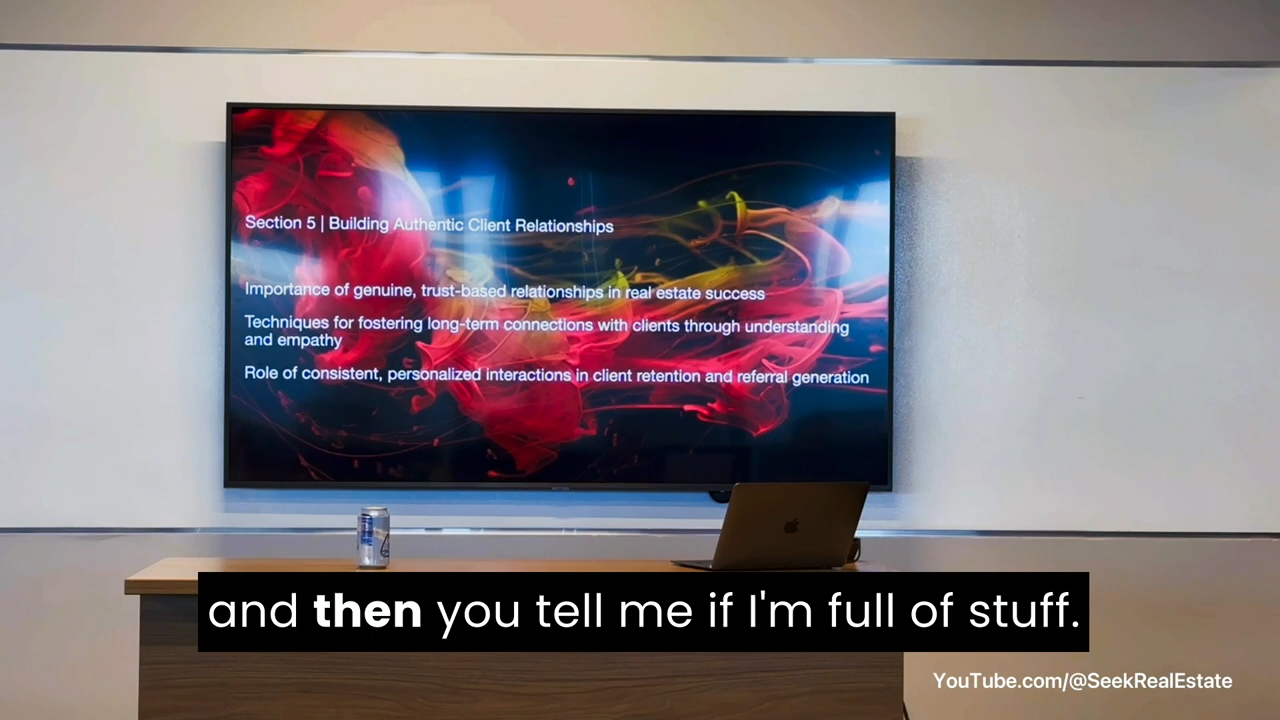 Section 5 | Building Authentic Client Relationships
Importance of genuine, trust-based relationships in real estate success
Techniques for fostering long-term connections with clients through understanding
and empathy
Role of consistent, personalized interactions in client retention and referral generation
and then you tell me if I'm full of stuff.
YouTube.com/@SeekRealEstate